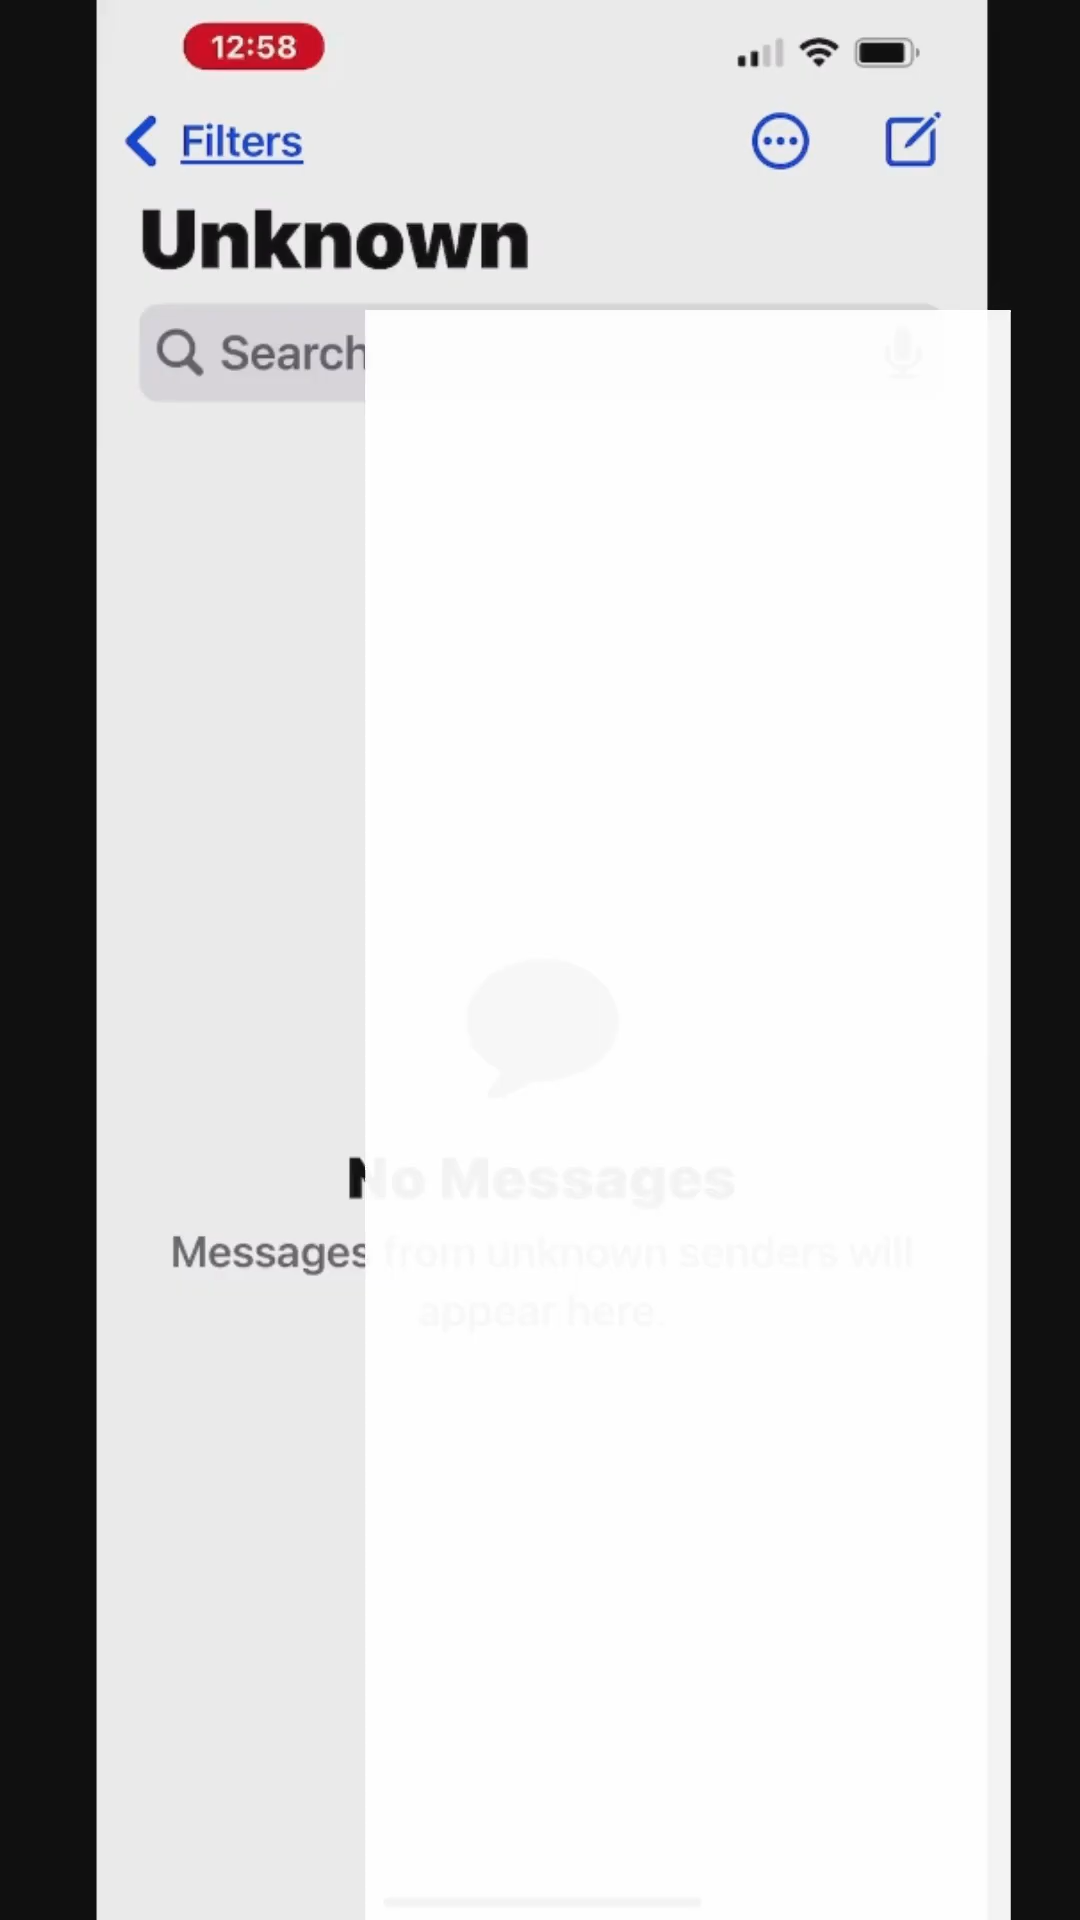 12:58
Filters
Unknown
Search
No Messages
Messages from unknown senders will
appear here.